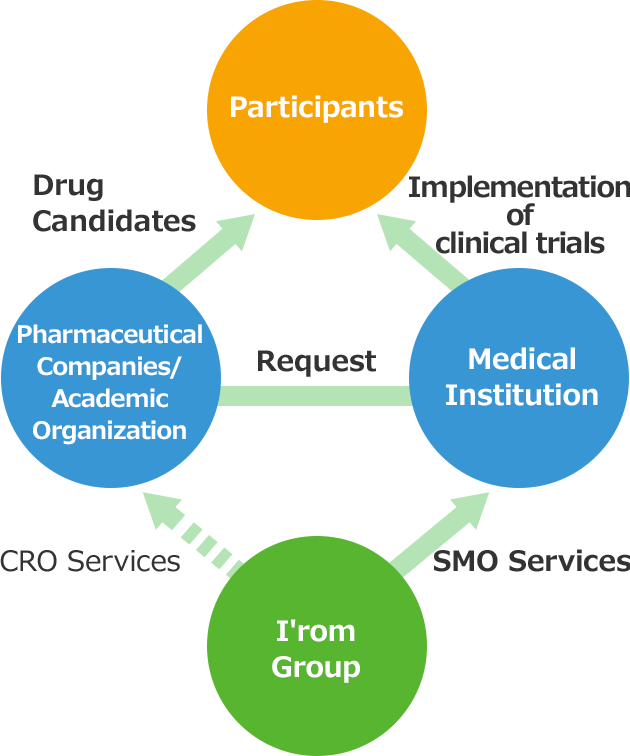 Participants
Drug
Candidates
Implementation
of
clinical trials
Pharmaceutical
Companies/
Academic
Organization
Request
Medical
Institution
CRO Services
SMO Services
I'rom
Group